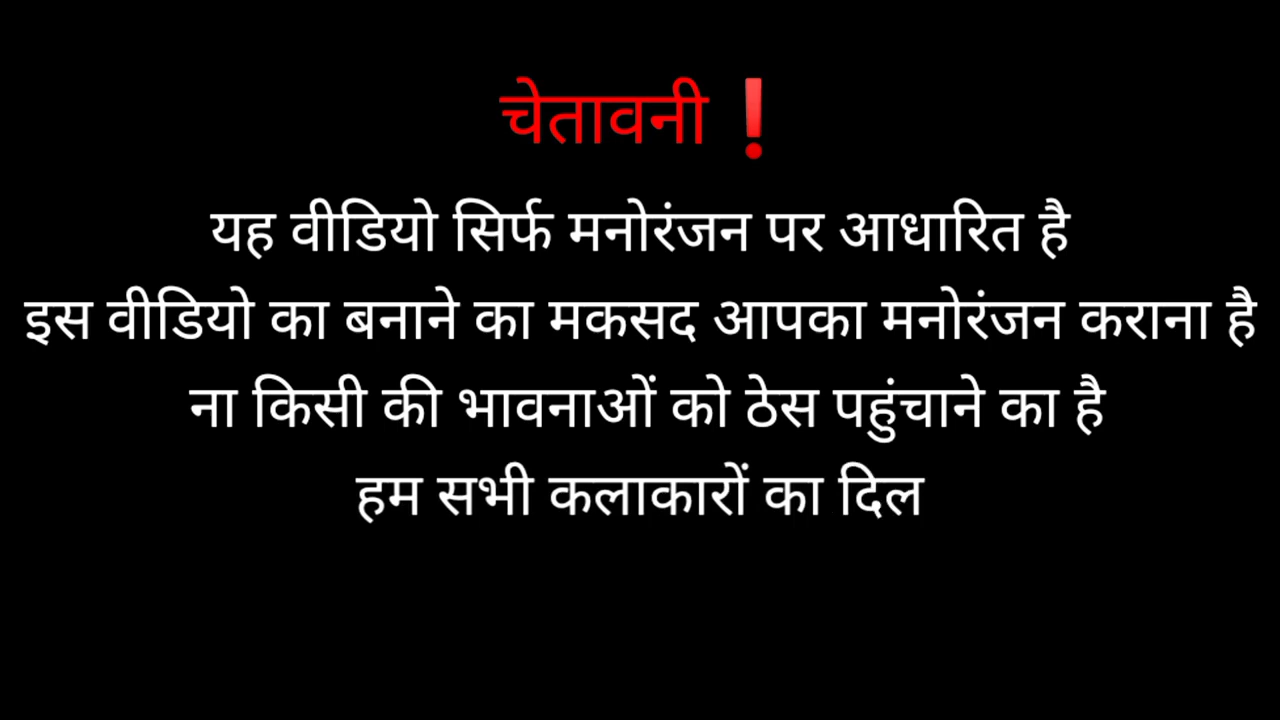 चेतावनी❗
यह वीडियो सिर्फ मनोरंजन पर आधारित है
इस वीडियो का बनाने का मकसद आपका मनोरंजन कराना है
ना किसी की भावनाओं को ठेस पहुंचाने का है
हम सभी कलाकारों का दिल